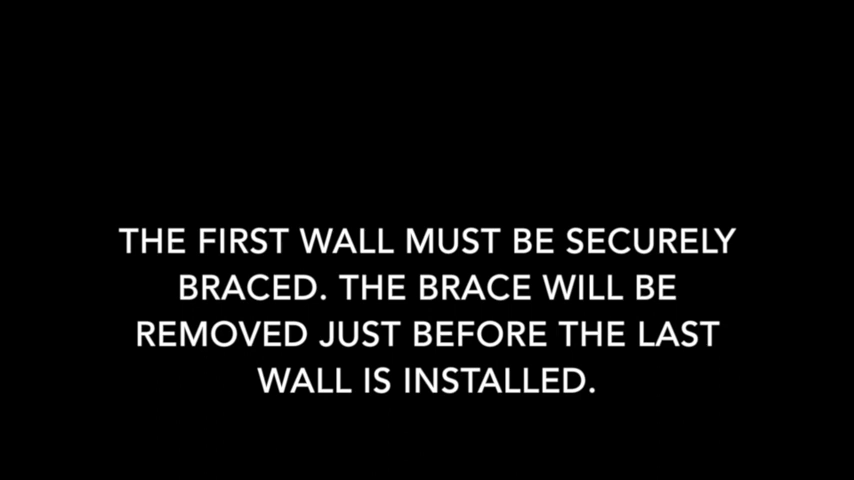 THE FIRST WALL MUST BE SECURELY
BRACED. THE BRACE WILL BE
REMOVED JUST BEFORE THE LAST
WALL IS INSTALLED.